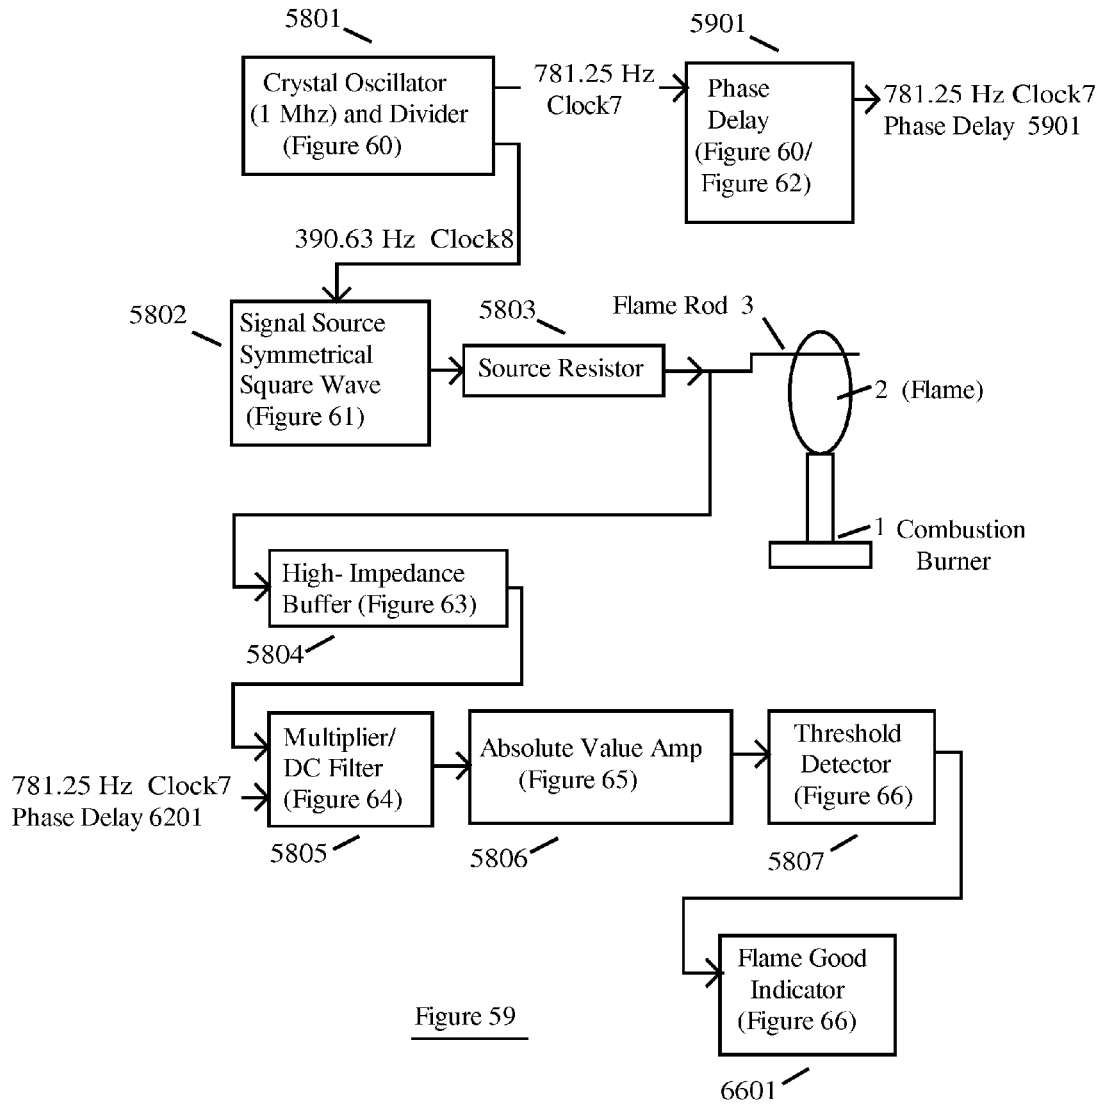 5801
Crystal Oscillator
(1 Mhz) and Divider
(Figure 60)
781.25 Hz
Clock7
5901
Phase
Delay
(Figure 60/
Figure 62)
781.25 Hz Clock7
Phase Delay 5901
390.63 Hz Clock8
5802
Signal Source
Symmetrical
Square Wave
(Figure 61)
5803
Source Resistor
Flame Rod 3
2 (Flame)
1 Combustion
Burner
High- Impedance
Buffer (Figure 63)
5804
781.25 Hz Clock7
Phase Delay 6201
Multiplier/
DC Filter
(Figure 64)
5805
Absolute Value Amp
(Figure 65)
5806
Threshold
Detector
(Figure 66)
5807
Flame Good
Indicator
(Figure 66)
6601
Figure 59